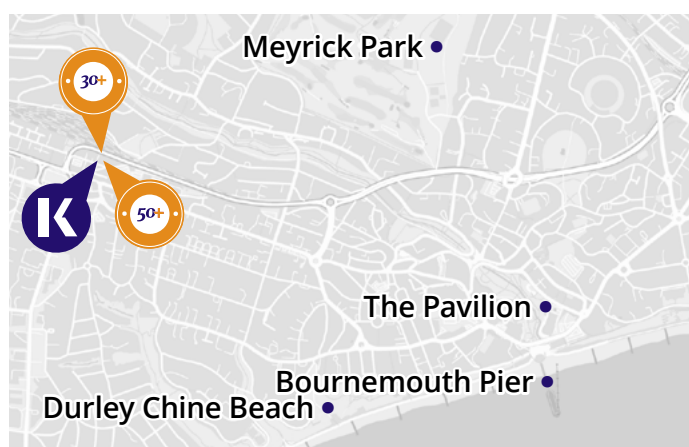 Meyrick Park
30+
K
50+
The Pavilion
Bournemouth Pier
Durley Chine Beach